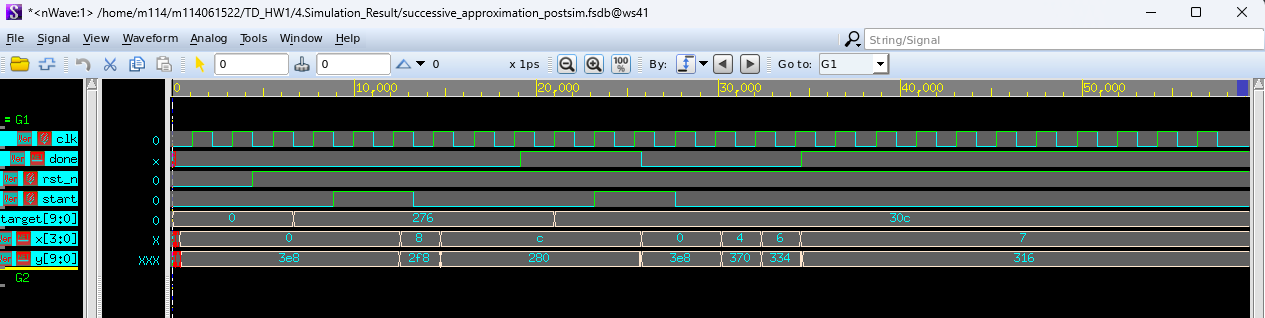 *<nWave:1> /home/m114/m114061522/TD_HW1/4.Simulation_Result/successive_approximation_postsim.fsdb@ws41
File Signal View Waveform Analog Tools Window Help String/Signal
0 0 0 x 1ps 100 % By: Go to: G1
0 10,000 20,000 30,000 40,000 50,000
= G1
clk 0
done x
rst_n 0
start 0
target[9:0] 0 0 276 30c
x[3:0] X 0 8 c 0 4 6 7
y[9:0] XXX 3e8 2f8 280 3e8 370 334 316
G2